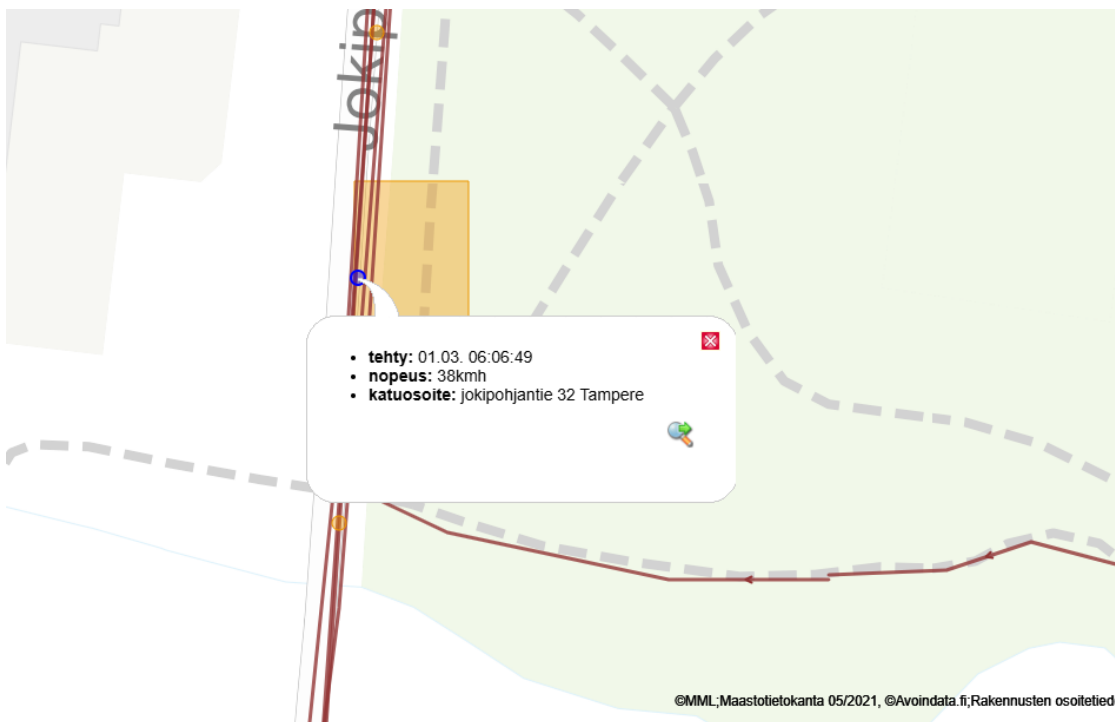 Jokip
tehty: 01.03. 06:06:49
nopeus: 38kmh
katuosoite: jokipohjantie 32 Tampere
©MML;Maastotietokanta 05/2021, ©Avoindata.fi;Rakennusten osoitetied